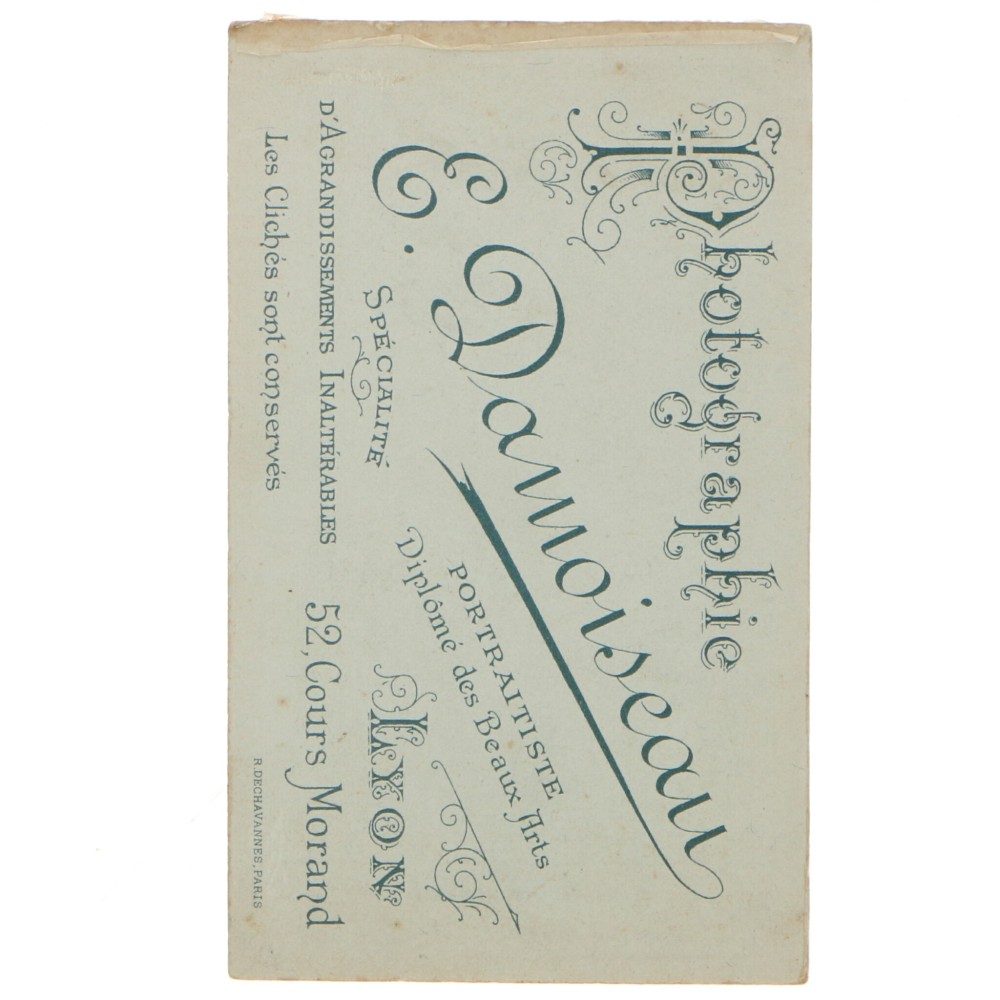 Photographie
E. Damoiseau
PORTRAITISTE
Diplômé des Beaux Arts
SPÉCIALITÉ
D'AGRANDISSEMENTS INALTÉRABLES
Les Clichés sont conservés
LYON
52, Cours Morand
R. DECHAVANNES, PARIS